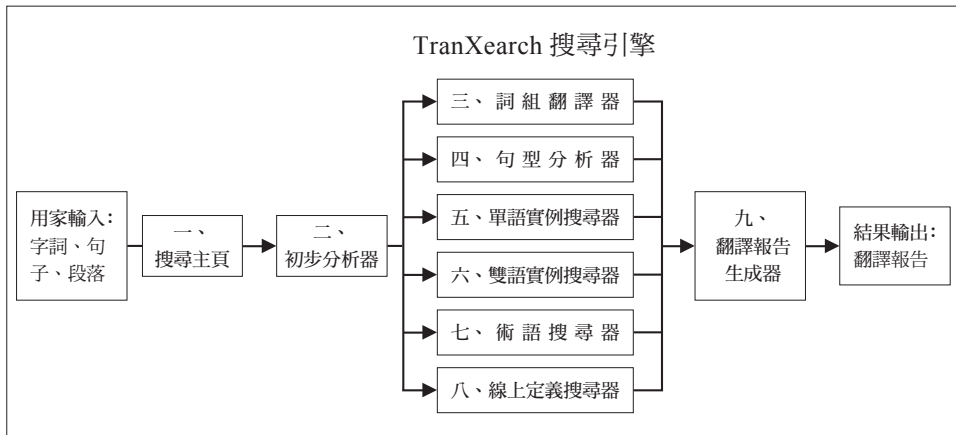 TranXearch 搜尋引擎
用家輸入：
字詞、句
子、段落
一、
搜尋主頁
二、
初步分析器
三、詞組翻譯器
四、句型分析器
五、單語實例搜尋器
六、雙語實例搜尋器
七、術語搜尋器
八、線上定義搜尋器
九、
翻譯報告
生成器
結果輸出：
翻譯報告